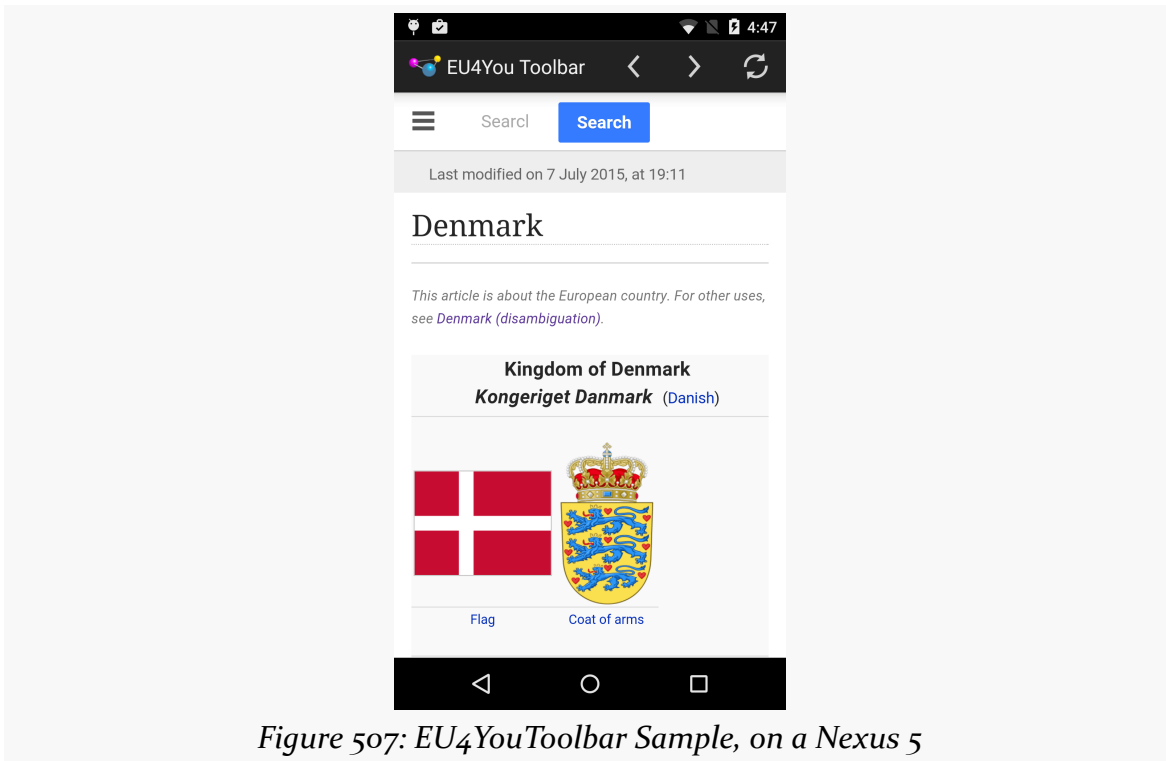 4:47
EU4You Toolbar
Searcl Search
Last modified on 7 July 2015, at 19:11
Denmark
This article is about the European country. For other uses,
see Denmark (disambiguation).
Kingdom of Denmark
Kongeriget Danmark (Danish)
Flag Coat of arms
Figure 507: EU4YouToolbar Sample, on a Nexus 5